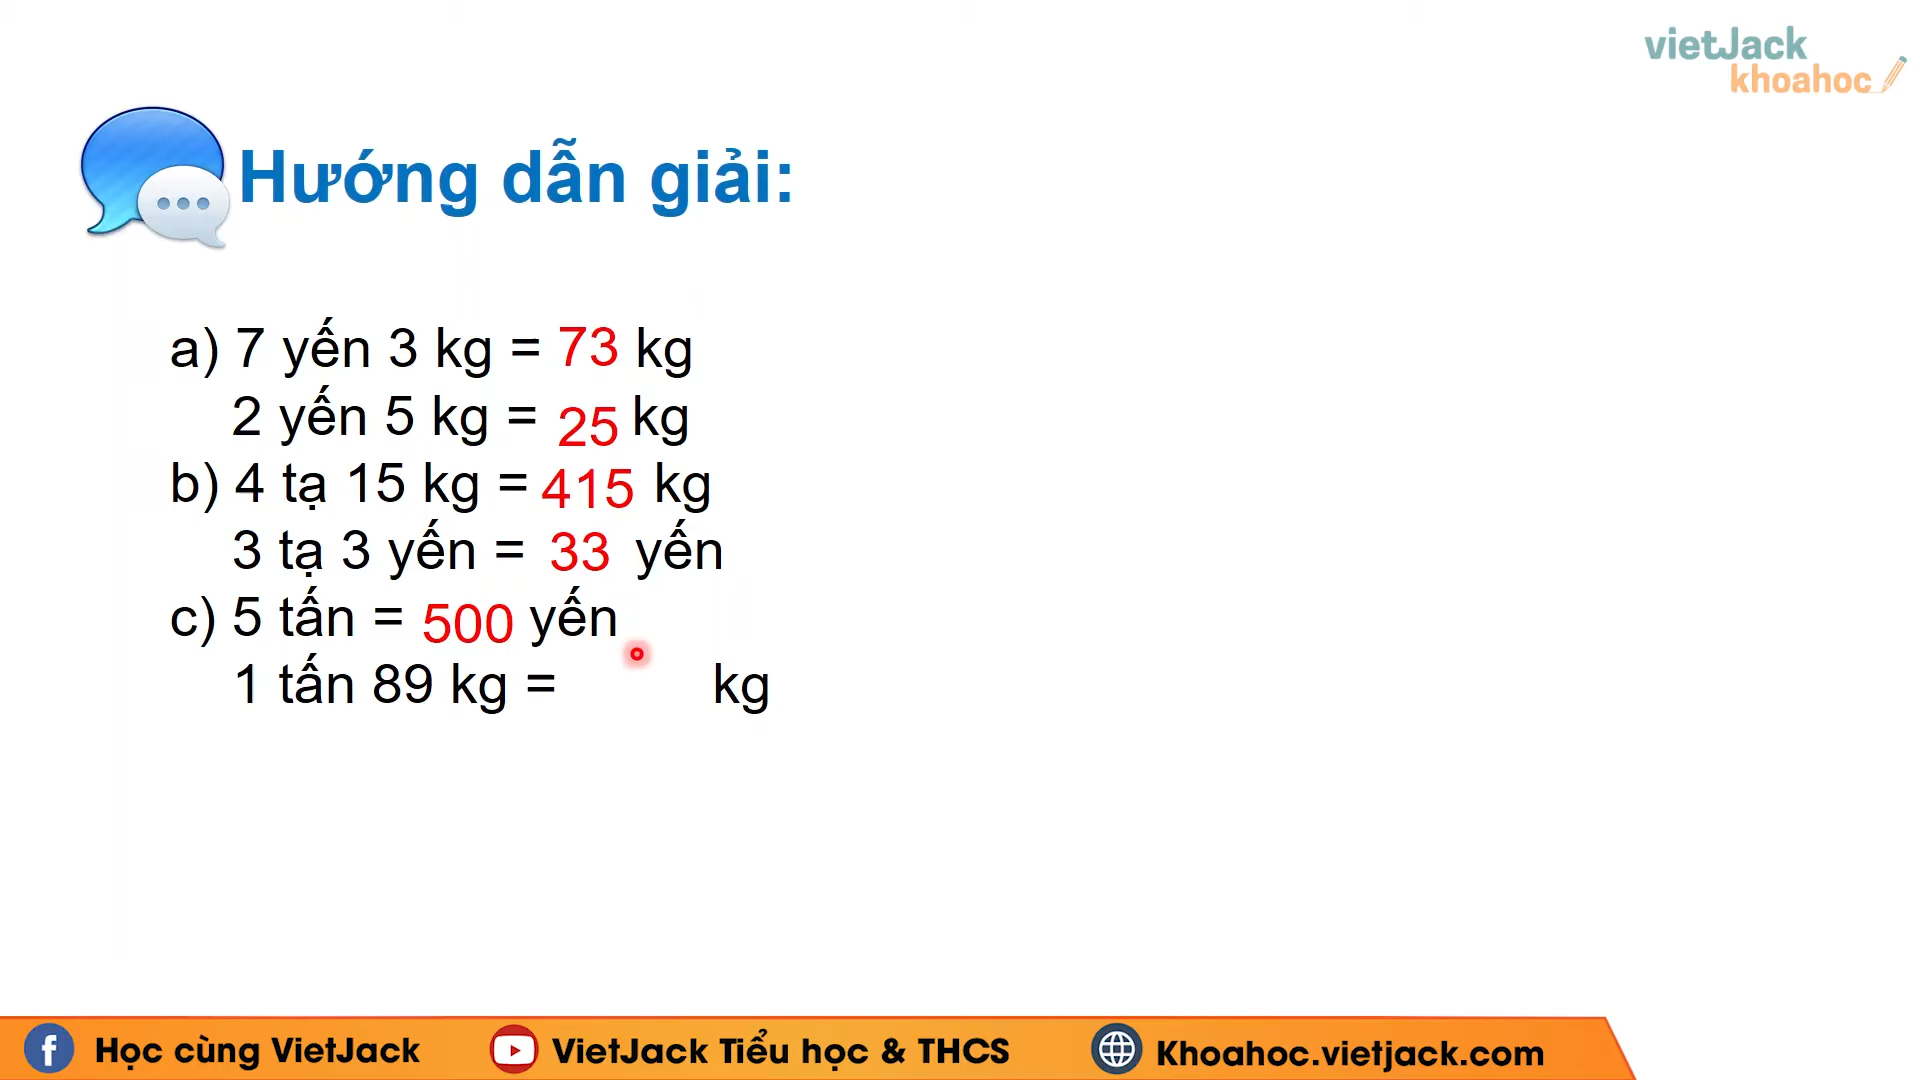 vietJack
khoahoc
Hướng dẫn giải:
a) 7 yến 3 kg = 73 kg
2 yến 5 kg = 25 kg
b) 4 tạ 15 kg = 415 kg
3 tạ 3 yến = 33 yến
c) 5 tấn = 500 yến
1 tấn 89 kg = kg
Học cùng VietJack
VietJack Tiểu học & THCS
Khoahoc.vietjack.com